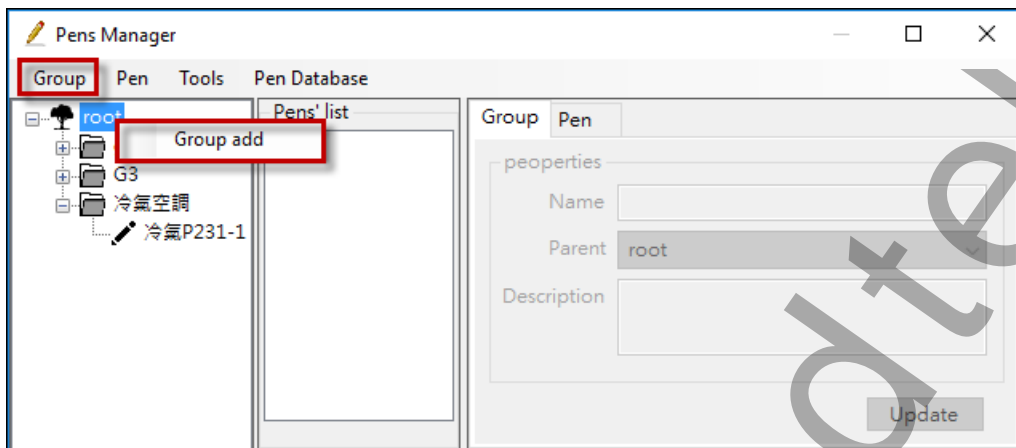 Pens Manager
Group Pen Tools Pen Database
root
Group add
G3
冷氣空調
冷氣P231-1
Pens' list
Group Pen
peoperties
Name
Parent root
Description
Update